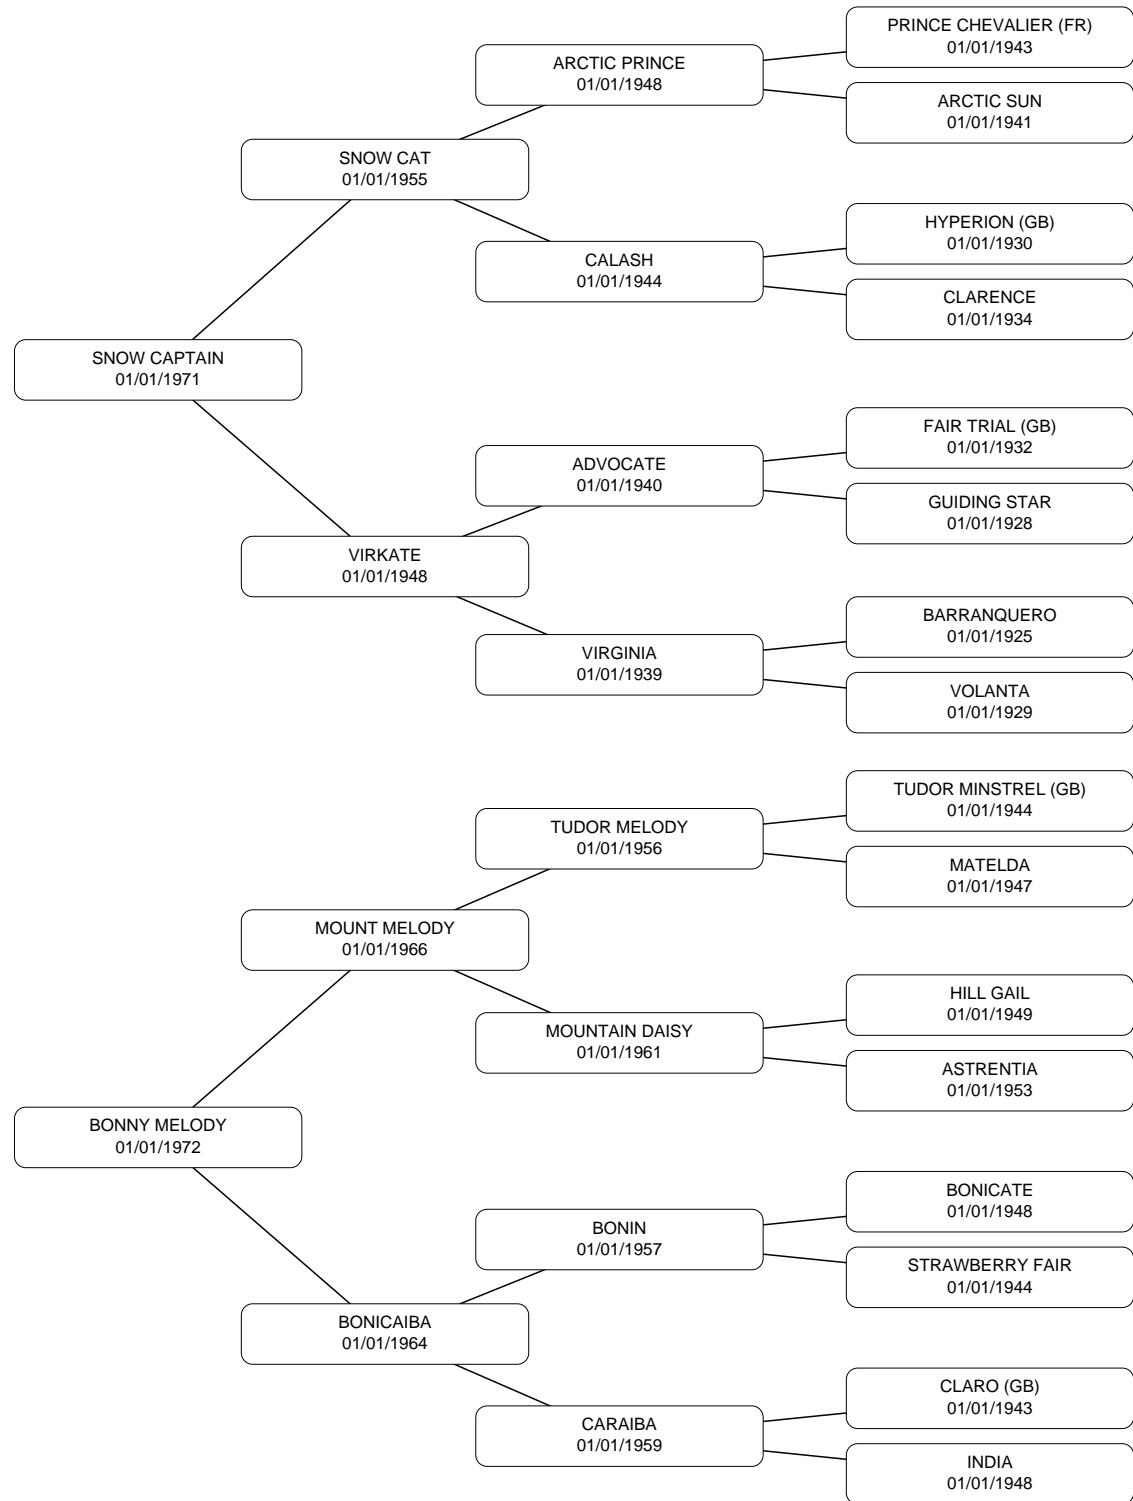 PRINCE CHEVALIER (FR)
01/01/1943
ARCTIC PRINCE
01/01/1948
ARCTIC SUN
01/01/1941
SNOW CAT
01/01/1955
HYPERION (GB)
01/01/1930
CALASH
01/01/1944
CLARENCE
01/01/1934
SNOW CAPTAIN
01/01/1971
FAIR TRIAL (GB)
01/01/1932
ADVOCATE
01/01/1940
GUIDING STAR
01/01/1928
VIRKATE
01/01/1948
BARRANQUERO
01/01/1925
VIRGINIA
01/01/1939
VOLANTA
01/01/1929
TUDOR MINSTREL (GB)
01/01/1944
TUDOR MELODY
01/01/1956
MATELDA
01/01/1947
MOUNT MELODY
01/01/1966
HILL GAIL
01/01/1949
MOUNTAIN DAISY
01/01/1961
ASTRENTIA
01/01/1953
BONNY MELODY
01/01/1972
BONICATE
01/01/1948
BONIN
01/01/1957
STRAWBERRY FAIR
01/01/1944
BONICAIBA
01/01/1964
CLARO (GB)
01/01/1943
CARAIBA
01/01/1959
INDIA
01/01/1948